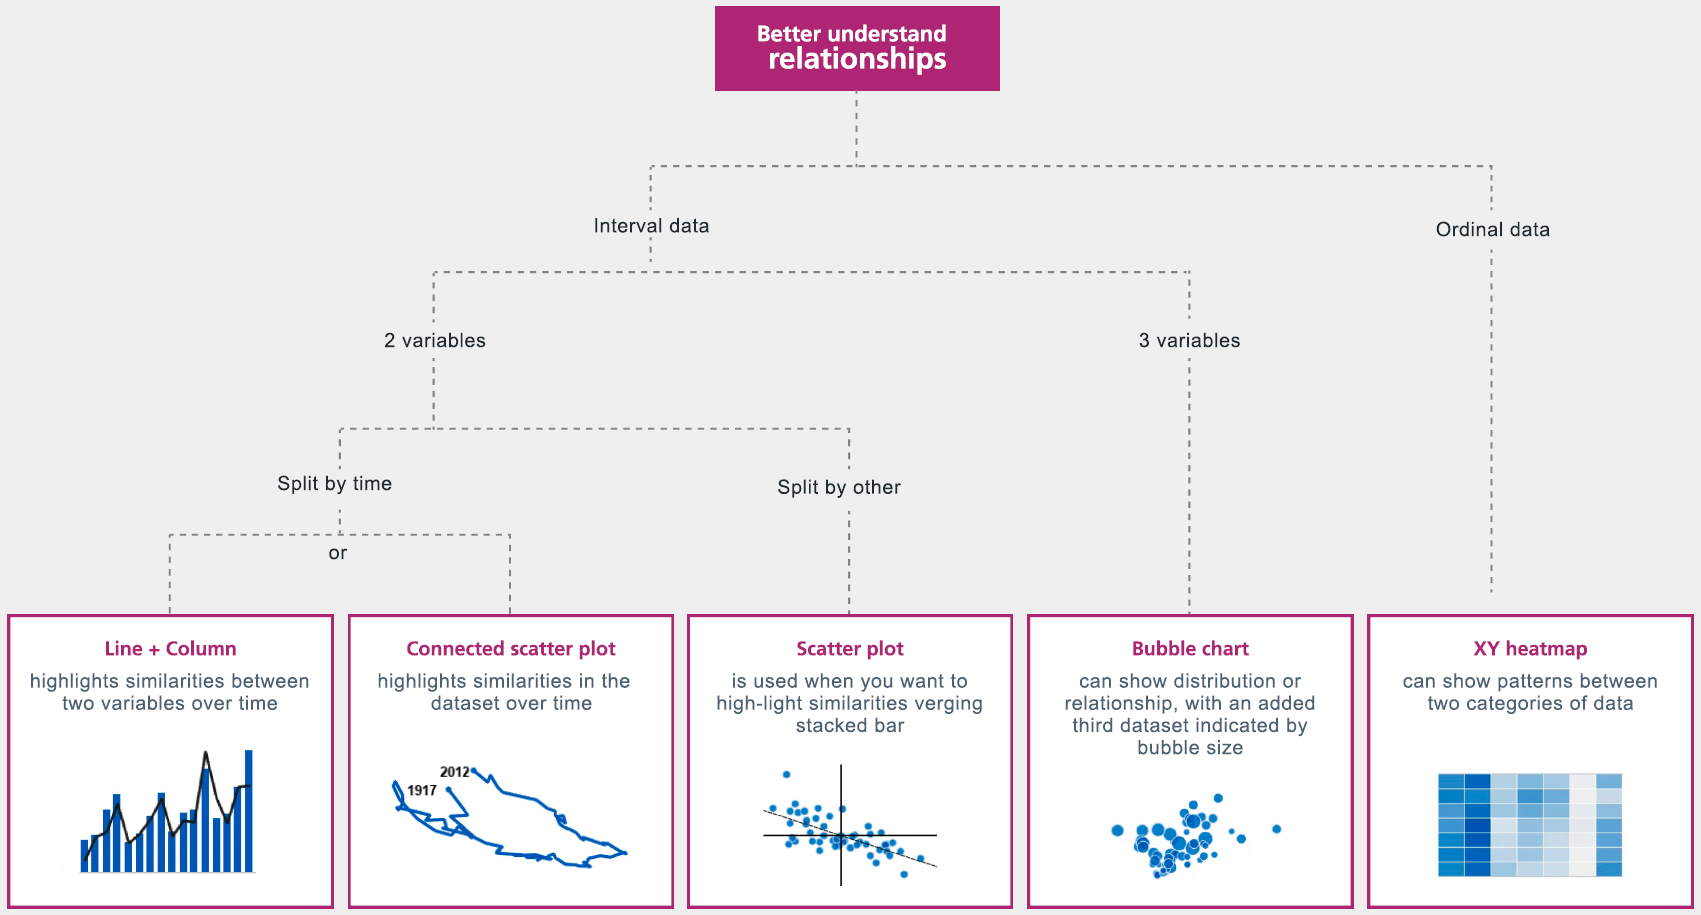 Better understand
relationships
Interval data
Ordinal data
2 variables
3 variables
Split by time
Split by other
or
Line + Column
highlights similarities between
two variables over time
Connected scatter plot
highlights similarities in the
dataset over time
2012
1917
Scatter plot
is used when you want to
high-light similarities verging
stacked bar
Bubble chart
can show distribution or
relationship, with an added
third dataset indicated by
bubble size
XY heatmap
can show patterns between
two categories of data